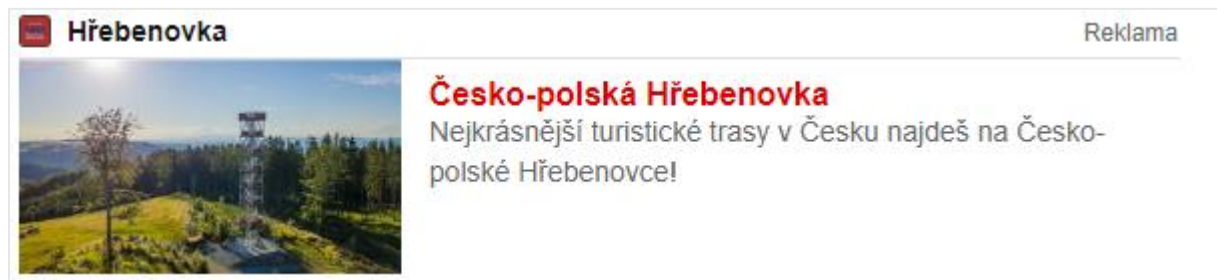 Hřebenovka
Reklama
Česko-polská Hřebenovka
Nejkrásnější turistické trasy v Česku najdeš na Česko-
polské Hřebenovce!